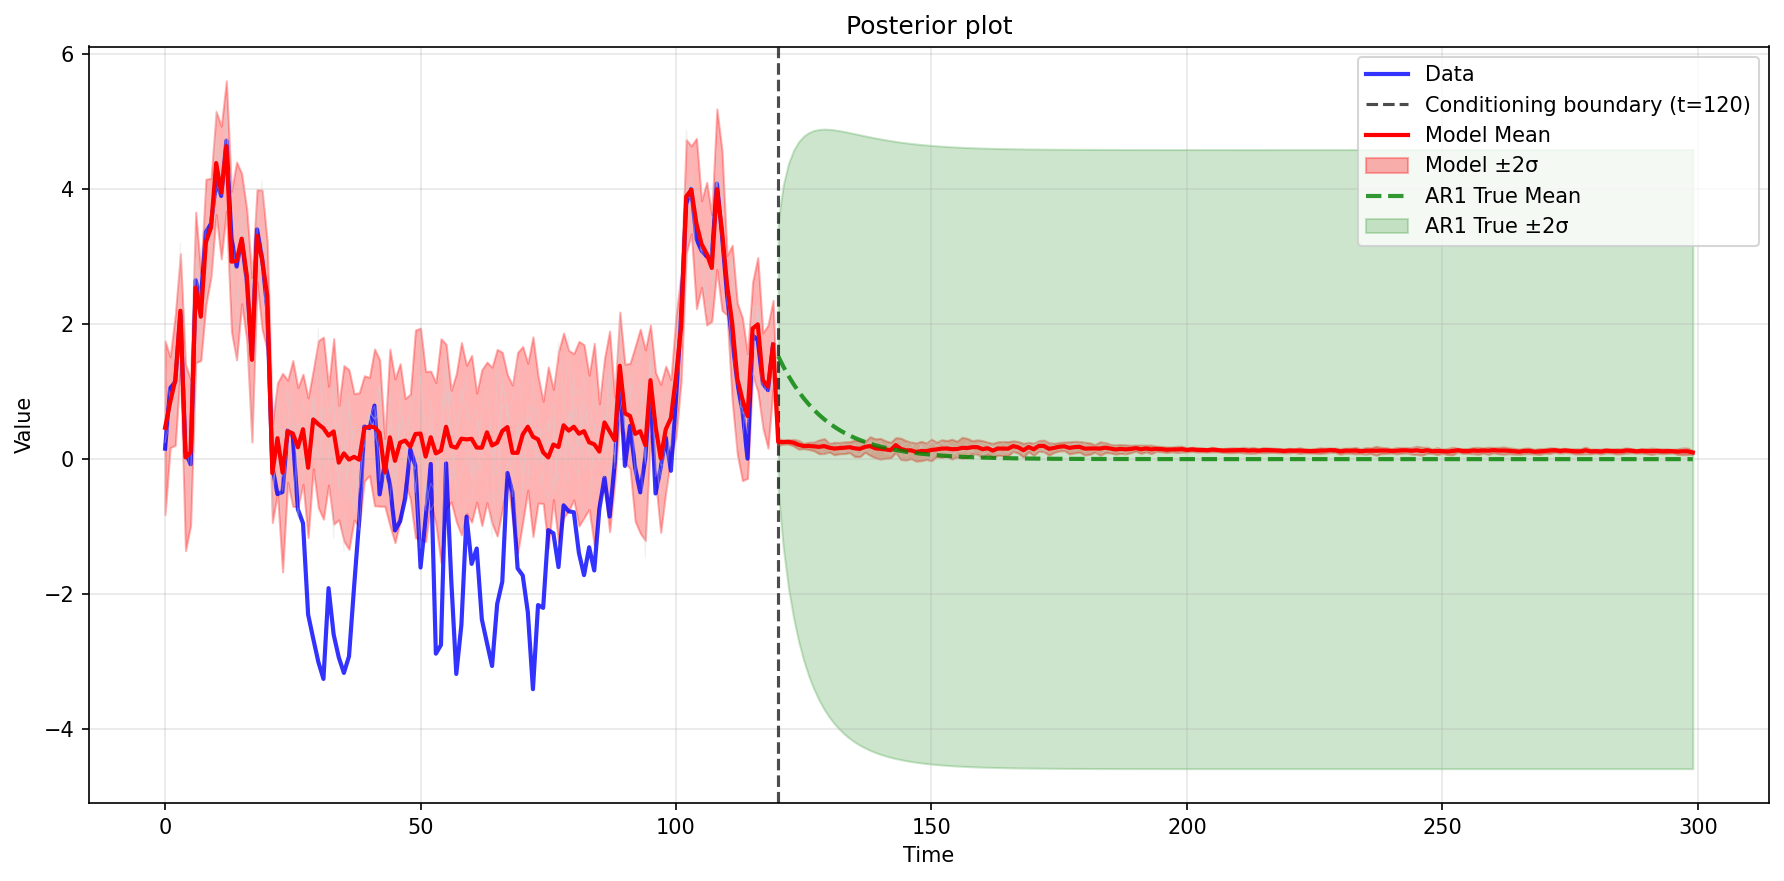 Posterior plot
6
4
2
0
−2
−4
Value
Data
Conditioning boundary (t=120)
Model Mean
Model ±2σ
AR1 True Mean
AR1 True ±2σ
0
50
100
150
200
250
300
Time